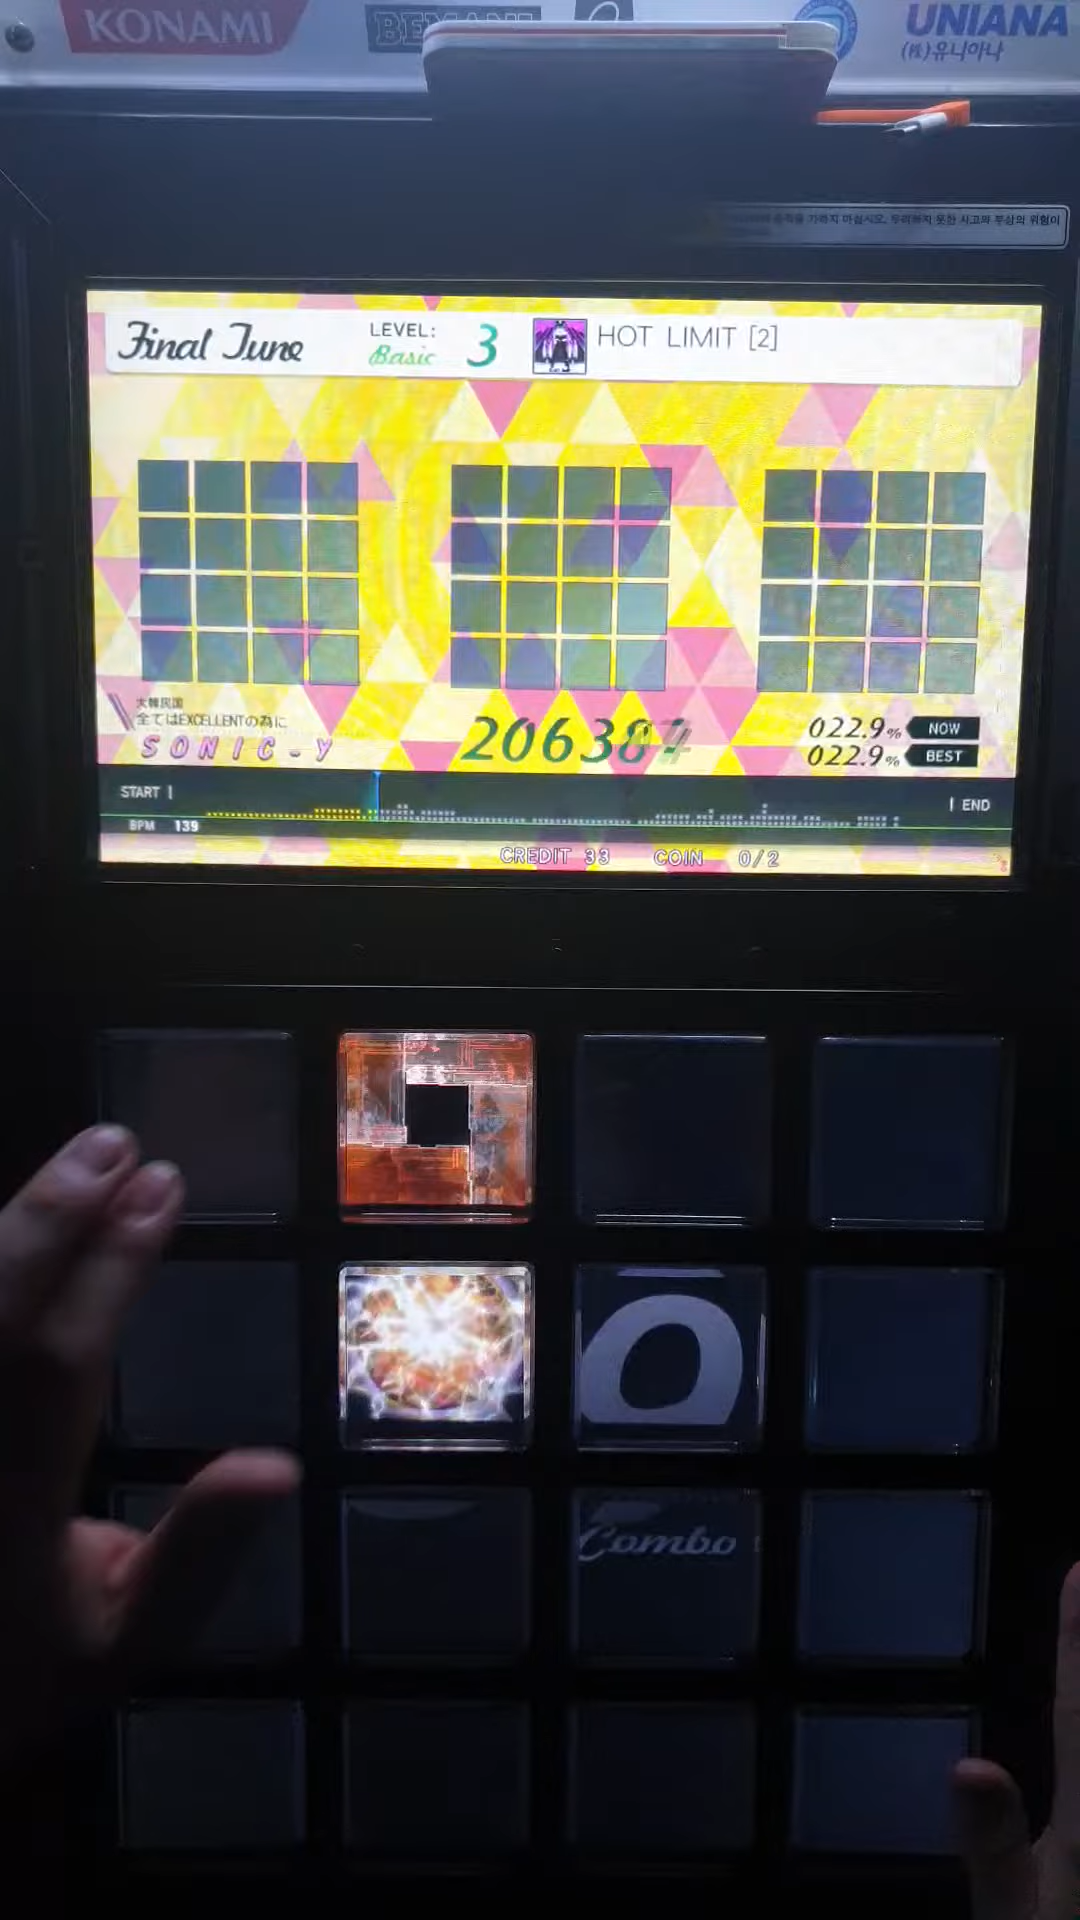 KONAMI
BEMANI
UNIANA
(株)유니아나
Final Tune
LEVEL:
Basic
3
HOT LIMIT [2]
大韓民国
全てはEXCELLENTの為に
SONIC-Y
022.9% NOW
022.9% BEST
START
END
BPM 139
CREDIT 33 COIN 0/2
Combo